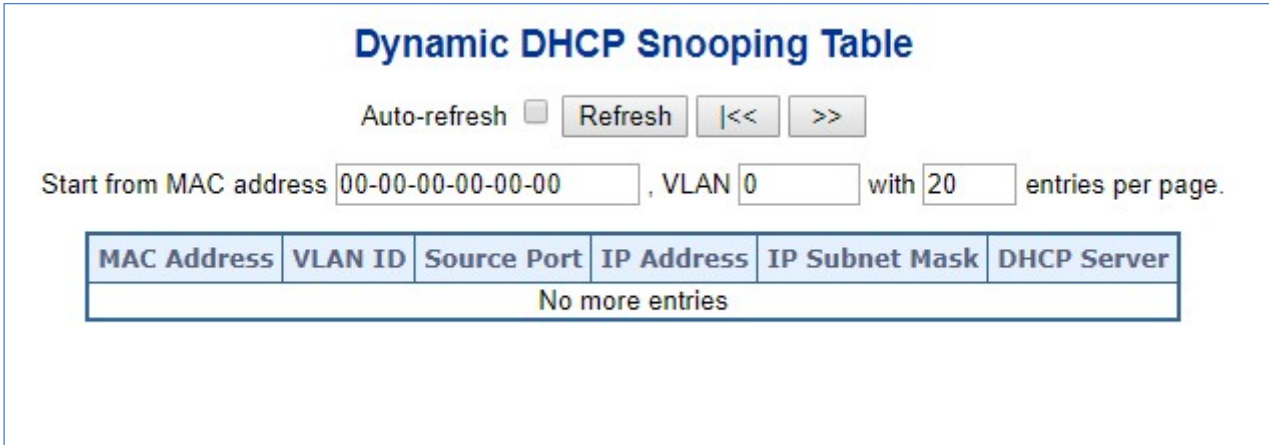 Dynamic DHCP Snooping Table
Auto-refresh Refresh |<< >>
Start from MAC address 00-00-00-00-00-00 , VLAN 0 with 20 entries per page.
MAC Address VLAN ID Source Port IP Address IP Subnet Mask DHCP Server
No more entries